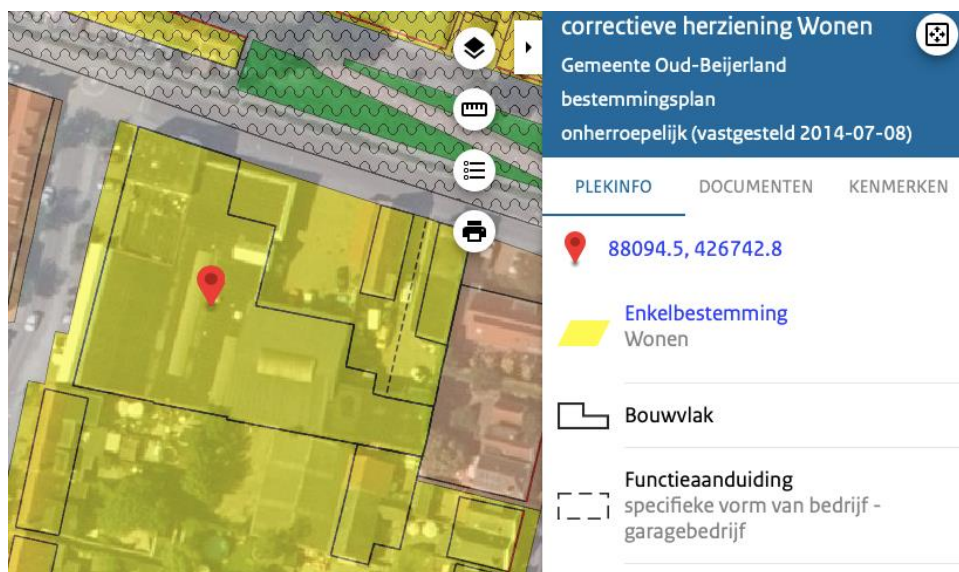 correctieve herziening Wonen
Gemeente Oud-Beijerland
bestemmingsplan
onherroepelijk (vastgesteld 2014-07-08)
PLEKINFO DOCUMENTEN KENMERKEN
88094.5, 426742.8
Enkelbestemming
Wonen
Bouwvlak
Functieaanduiding
specifieke vorm van bedrijf -
garagebedrijf